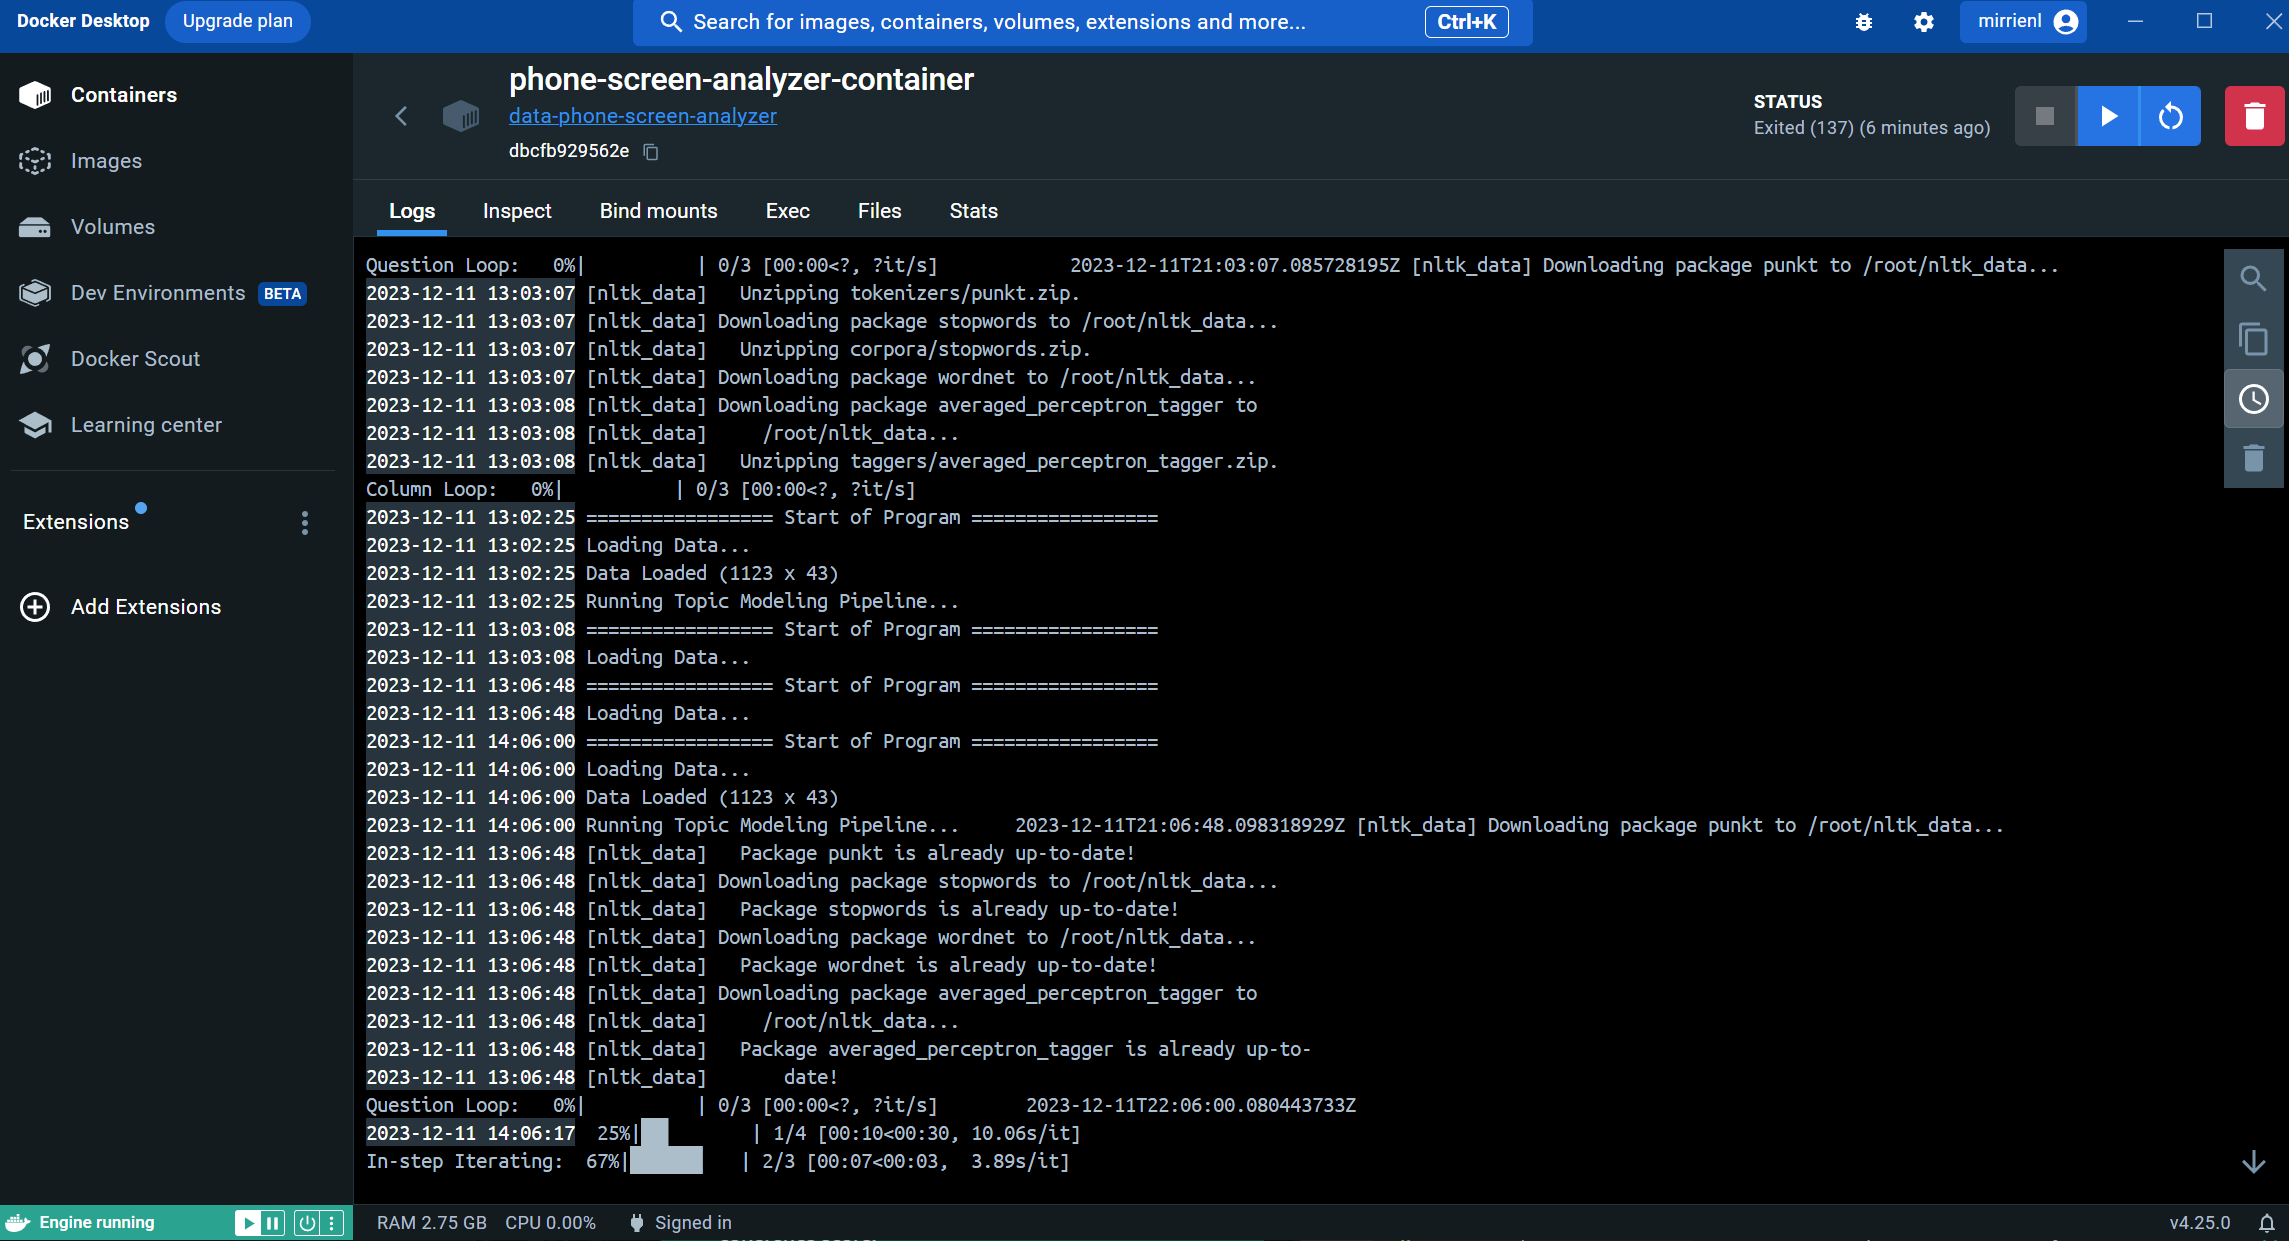 Docker Desktop Upgrade plan Search for images, containers, volumes, extensions and more... Ctrl+K mirrienl
Containers
Images
Volumes
Dev Environments BETA
Docker Scout
Learning center
Extensions
Add Extensions
phone-screen-analyzer-container
data-phone-screen-analyzer
dbcfb929562e
STATUS
Exited (137) (6 minutes ago)
Logs Inspect Bind mounts Exec Files Stats
Question Loop:   0%|          | 0/3 [00:00<?, ?it/s]            2023-12-11T21:03:07.085728195Z [nltk_data] Downloading package punkt to /root/nltk_data...
2023-12-11 13:03:07 [nltk_data]   Unzipping tokenizers/punkt.zip.
2023-12-11 13:03:07 [nltk_data] Downloading package stopwords to /root/nltk_data...
2023-12-11 13:03:07 [nltk_data]   Unzipping corpora/stopwords.zip.
2023-12-11 13:03:07 [nltk_data] Downloading package wordnet to /root/nltk_data...
2023-12-11 13:03:08 [nltk_data] Downloading package averaged_perceptron_tagger to
2023-12-11 13:03:08 [nltk_data]     /root/nltk_data...
2023-12-11 13:03:08 [nltk_data]   Unzipping taggers/averaged_perceptron_tagger.zip.
Column Loop:   0%|          | 0/3 [00:00<?, ?it/s]
2023-12-11 13:02:25 ================= Start of Program =================
2023-12-11 13:02:25 Loading Data...
2023-12-11 13:02:25 Data Loaded (1123 x 43)
2023-12-11 13:02:25 Running Topic Modeling Pipeline...
2023-12-11 13:03:08 ================= Start of Program =================
2023-12-11 13:03:08 Loading Data...
2023-12-11 13:06:48 ================= Start of Program =================
2023-12-11 13:06:48 Loading Data...
2023-12-11 14:06:00 ================= Start of Program =================
2023-12-11 14:06:00 Loading Data...
2023-12-11 14:06:00 Data Loaded (1123 x 43)
2023-12-11 14:06:00 Running Topic Modeling Pipeline...     2023-12-11T21:06:48.098318929Z [nltk_data] Downloading package punkt to /root/nltk_data...
2023-12-11 13:06:48 [nltk_data]   Package punkt is already up-to-date!
2023-12-11 13:06:48 [nltk_data] Downloading package stopwords to /root/nltk_data...
2023-12-11 13:06:48 [nltk_data]   Package stopwords is already up-to-date!
2023-12-11 13:06:48 [nltk_data] Downloading package wordnet to /root/nltk_data...
2023-12-11 13:06:48 [nltk_data]   Package wordnet is already up-to-date!
2023-12-11 13:06:48 [nltk_data] Downloading package averaged_perceptron_tagger to
2023-12-11 13:06:48 [nltk_data]     /root/nltk_data...
2023-12-11 13:06:48 [nltk_data]   Package averaged_perceptron_tagger is already up-to-
2023-12-11 13:06:48 [nltk_data]       date!
Question Loop:   0%|          | 0/3 [00:00<?, ?it/s]        2023-12-11T22:06:00.080443733Z
2023-12-11 14:06:17  25%|██        | 1/4 [00:10<00:30, 10.06s/it]
In-step Iterating:  67%|██████    | 2/3 [00:07<00:03,  3.89s/it]
Engine running RAM 2.75 GB CPU 0.00% Signed in v4.25.0